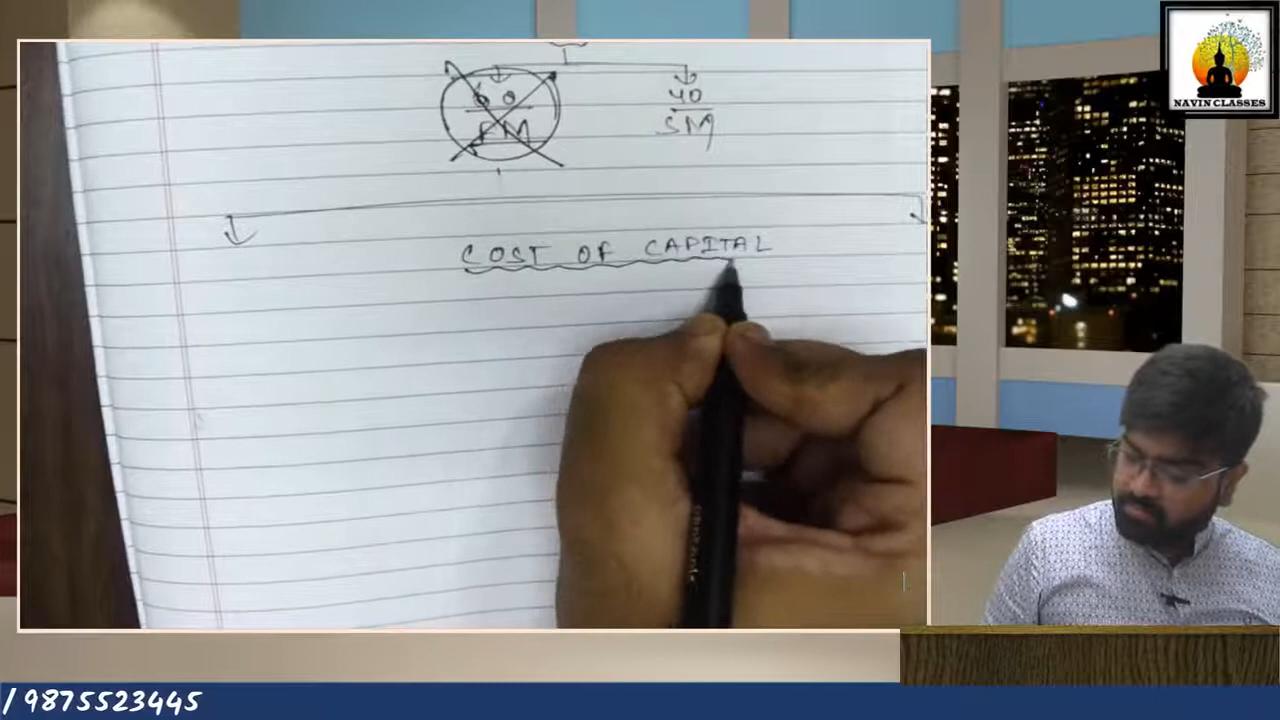 60 40
FM SM
COST OF CAPITAL
NAVIN CLASSES
/ 9875523445